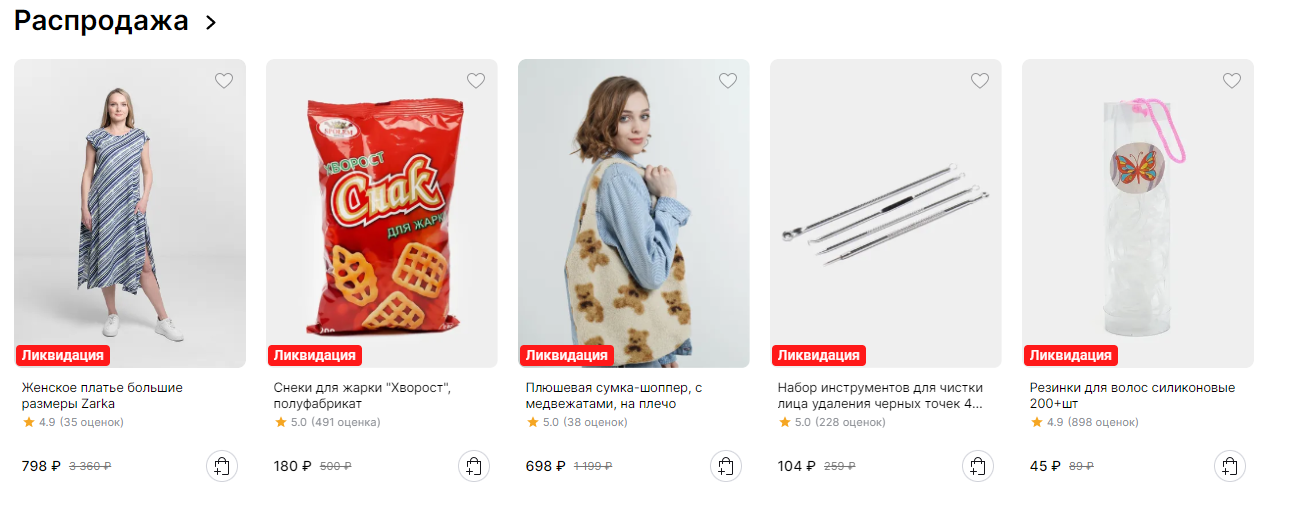 Распродажа
ХВОРОСТ
Снак
ДЛЯ ЖАРКИ
Ликвидация
Ликвидация
Ликвидация
Ликвидация
Ликвидация
Женское платье большие
размеры Zarka
4.9 (35 оценок)
798 ₽ 3 360 ₽
Снеки для жарки "Хворост",
полуфабрикат
5.0 (491 оценка)
180 ₽ 500 ₽
Плюшевая сумка-шоппер, с
медвежатами, на плечо
5.0 (38 оценок)
698 ₽ 1 199 ₽
Набор инструментов для чистки
лица удаления черных точек 4...
5.0 (228 оценок)
104 ₽ 259 ₽
Резинки для волос силиконовые
200+шт
4.9 (898 оценок)
45 ₽ 89 ₽